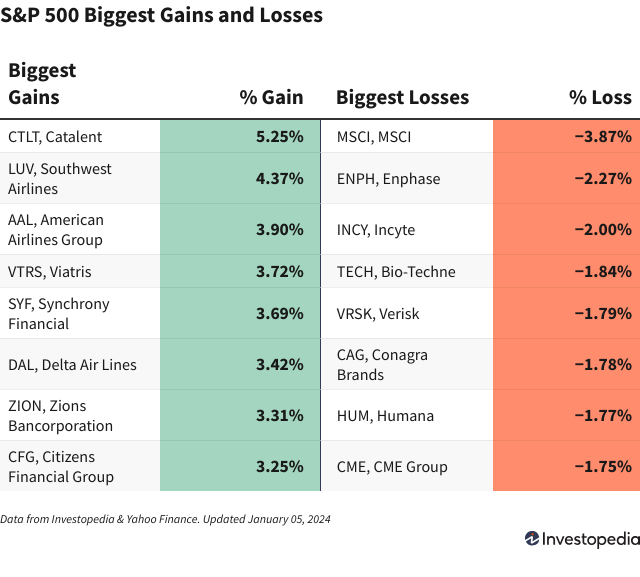 S&P 500 Biggest Gains and Losses
Biggest
Gains
% Gain
Biggest Losses
% Loss
CTLT, Catalent
5.25%
MSCI, MSCI
−3.87%
LUV, Southwest
Airlines
4.37%
ENPH, Enphase
−2.27%
AAL, American
Airlines Group
3.90%
INCY, Incyte
−2.00%
VTRS, Viatris
3.72%
TECH, Bio-Techne
−1.84%
SYF, Synchrony
Financial
3.69%
VRSK, Verisk
−1.79%
DAL, Delta Air Lines
3.42%
CAG, Conagra
Brands
−1.78%
ZION, Zions
Bancorporation
3.31%
HUM, Humana
−1.77%
CFG, Citizens
Financial Group
3.25%
CME, CME Group
−1.75%
Data from Investopedia & Yahoo Finance. Updated January 05, 2024
Investopedia